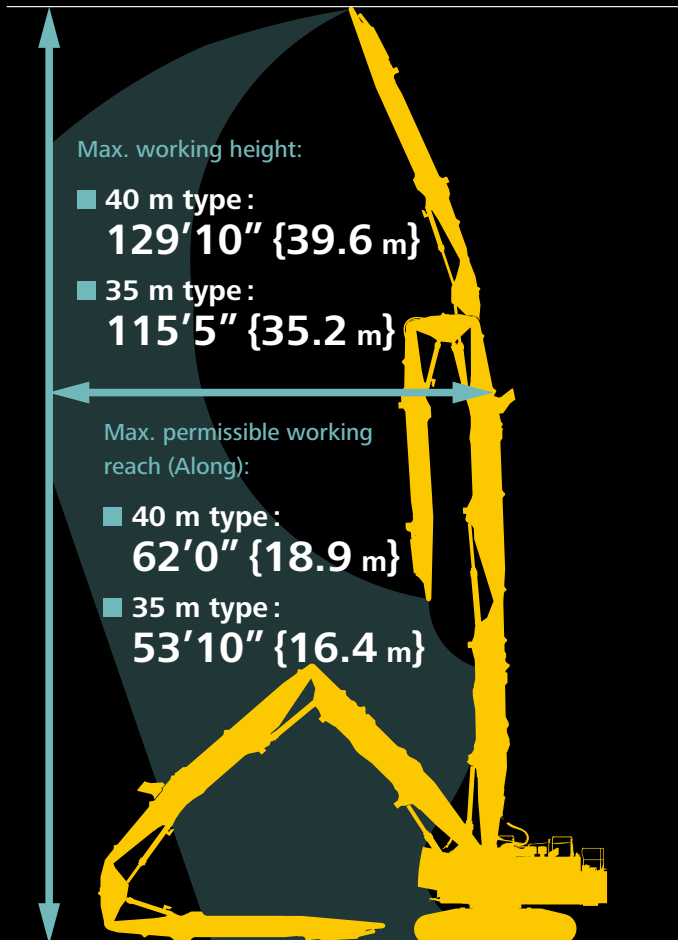 Max. working height:
40 m type:
129’10” {39.6 m}
35 m type:
115’5” {35.2 m}
Max. permissible working
reach (Along):
40 m type:
62’0” {18.9 m}
35 m type:
53’10” {16.4 m}